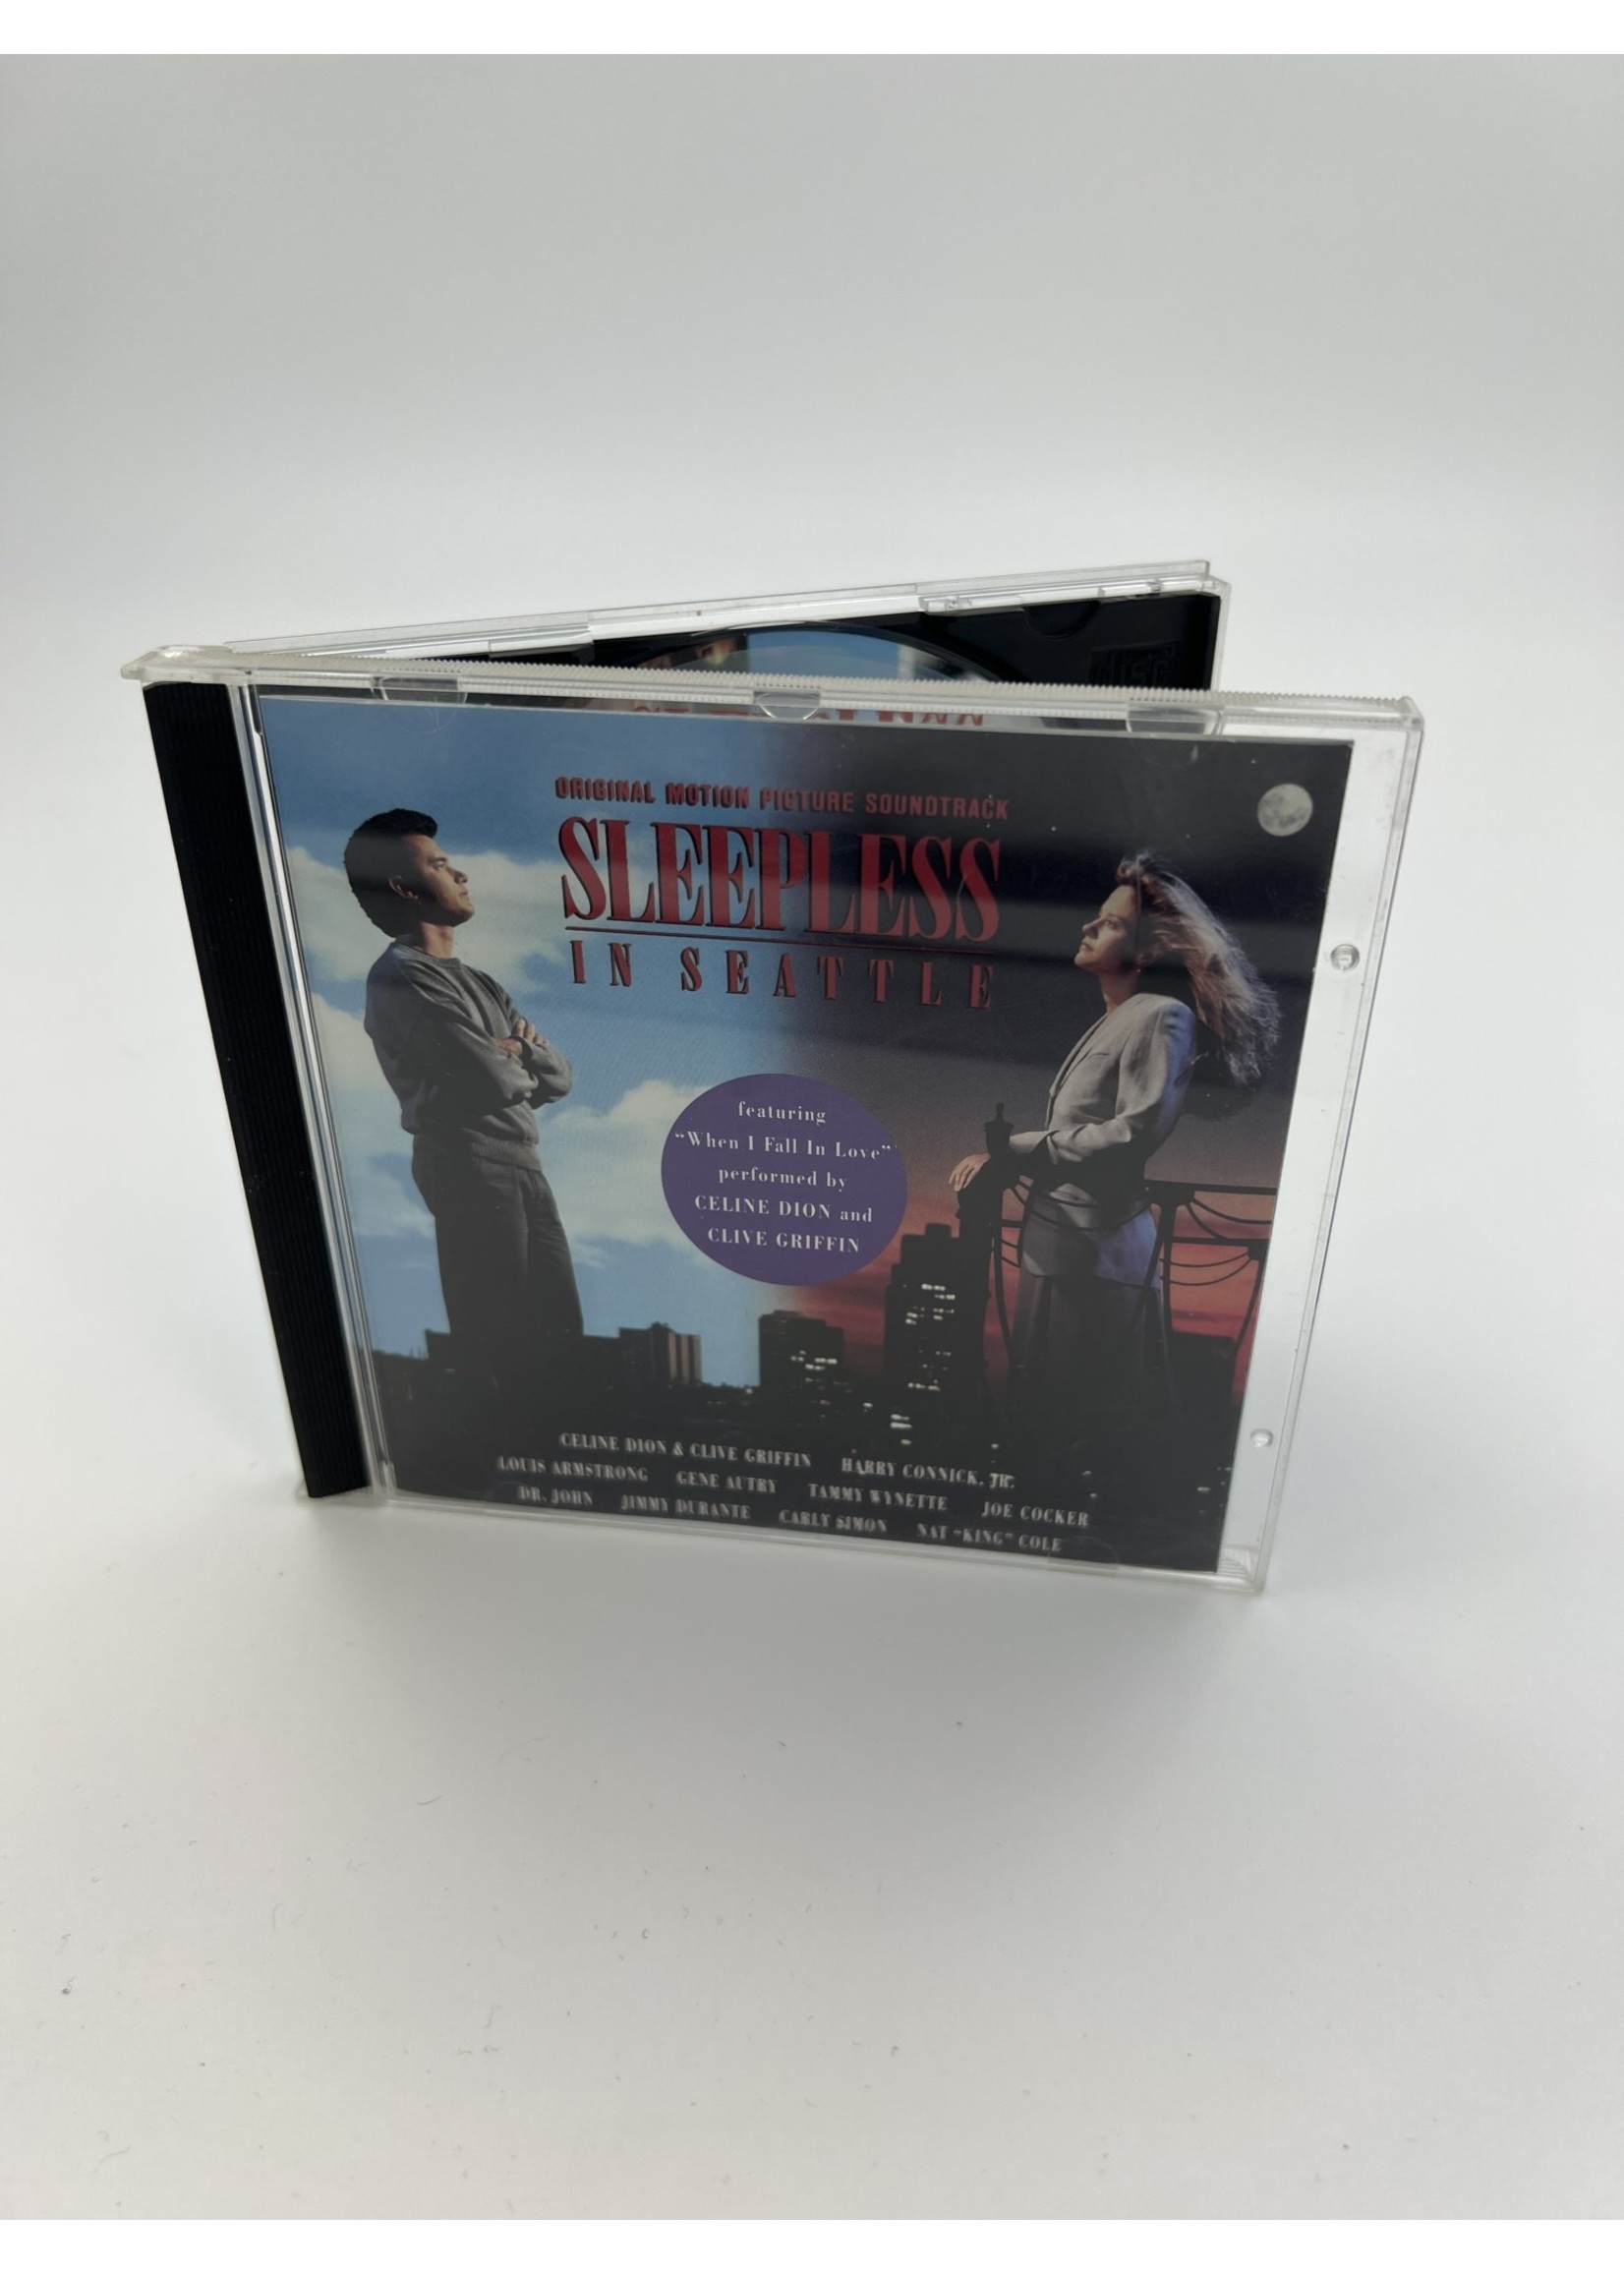 ORIGINAL MOTION PICTURE SOUNDTRACK
SLEEPLESS
IN SEATTLE
featuring
"When I Fall In Love"
performed by
CELINE DION and
CLIVE GRIFFIN
CELINE DION & CLIVE GRIFFIN HARRY CONNICK, JR.
LOUIS ARMSTRONG GENE AUTRY TAMMY WYNETTE JOE COCKER
DR. JOHN JIMMY DURANTE CARLY SIMON NAT "KING" COLE